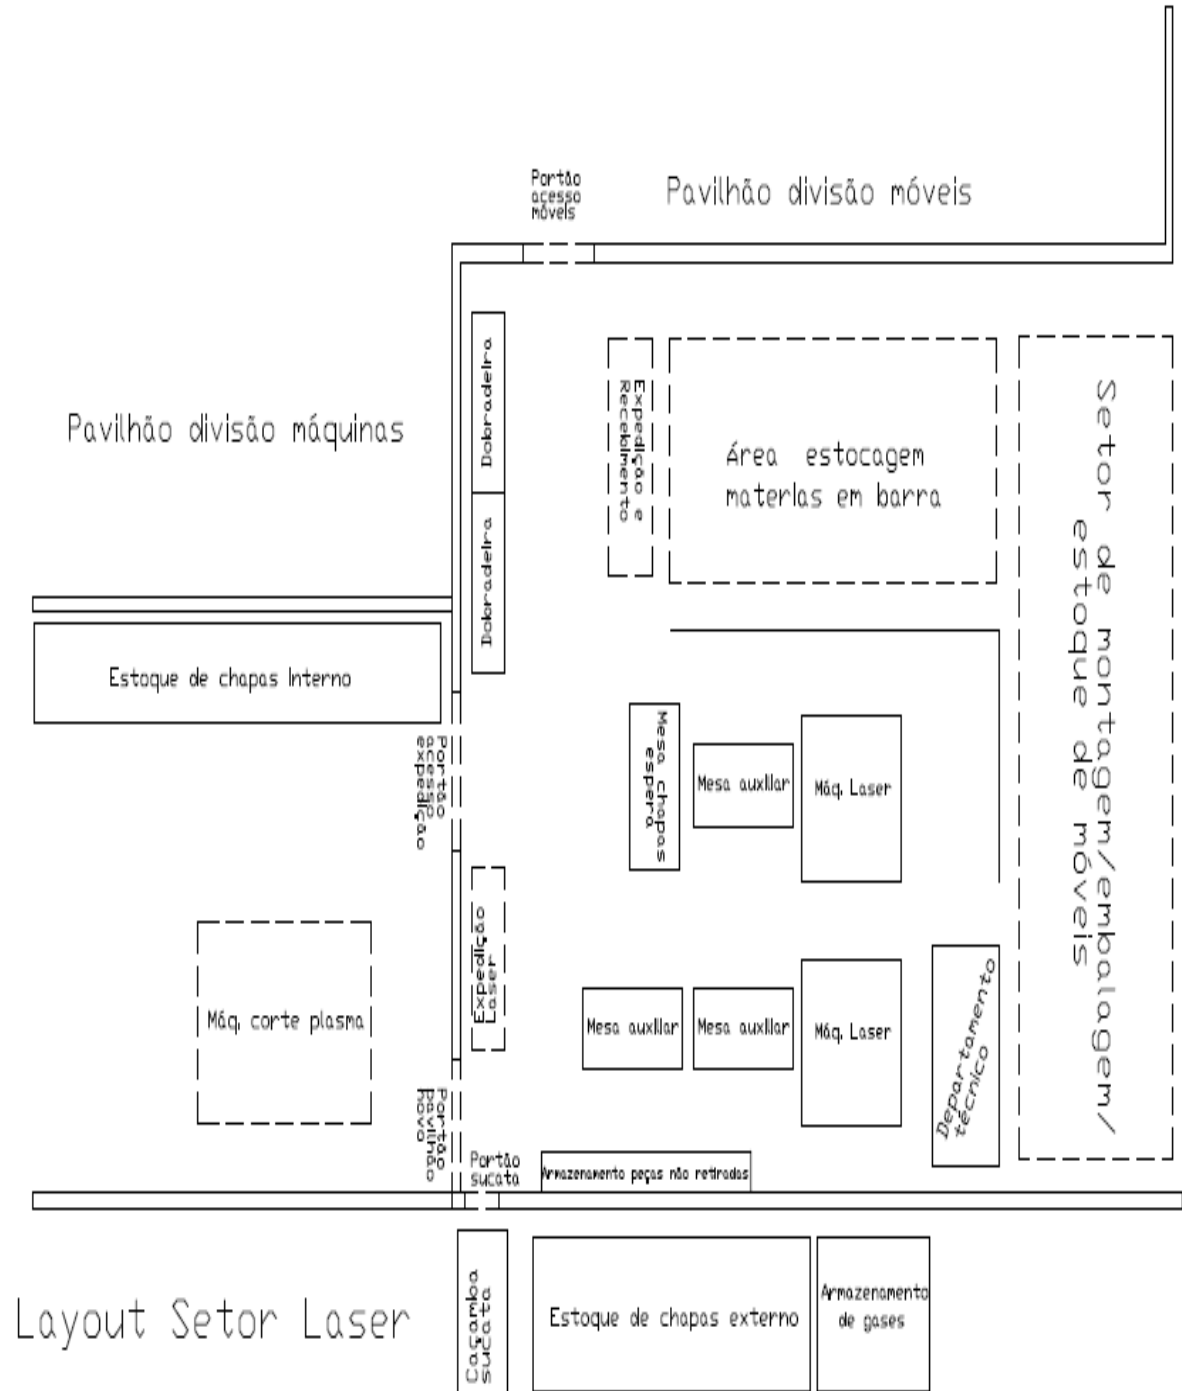 Portão
acesso
móveis
Pavilhão divisão móveis
Pavilhão divisão máquinas
Dobradeira
Dobradeira
Expedição e
Recebimento
Área estocagem
materias em barra
Setor de montagem/embalagem/
estoque de móveis
Estoque de chapas Interno
Portão
acesso
expedição
Mesa chapas
espera
Mesa auxiliar
Máq. Laser
Expedição
Laser
Máq. corte plasma
Mesa auxiliar
Mesa auxiliar
Máq. Laser
Departamento
técnico
Portão
pavilhão
novo
Portão
sucata
Armazenamento peças não retiradas
Layout Setor Laser
Caçamba
sucata
Estoque de chapas externo
Armazenamento
de gases